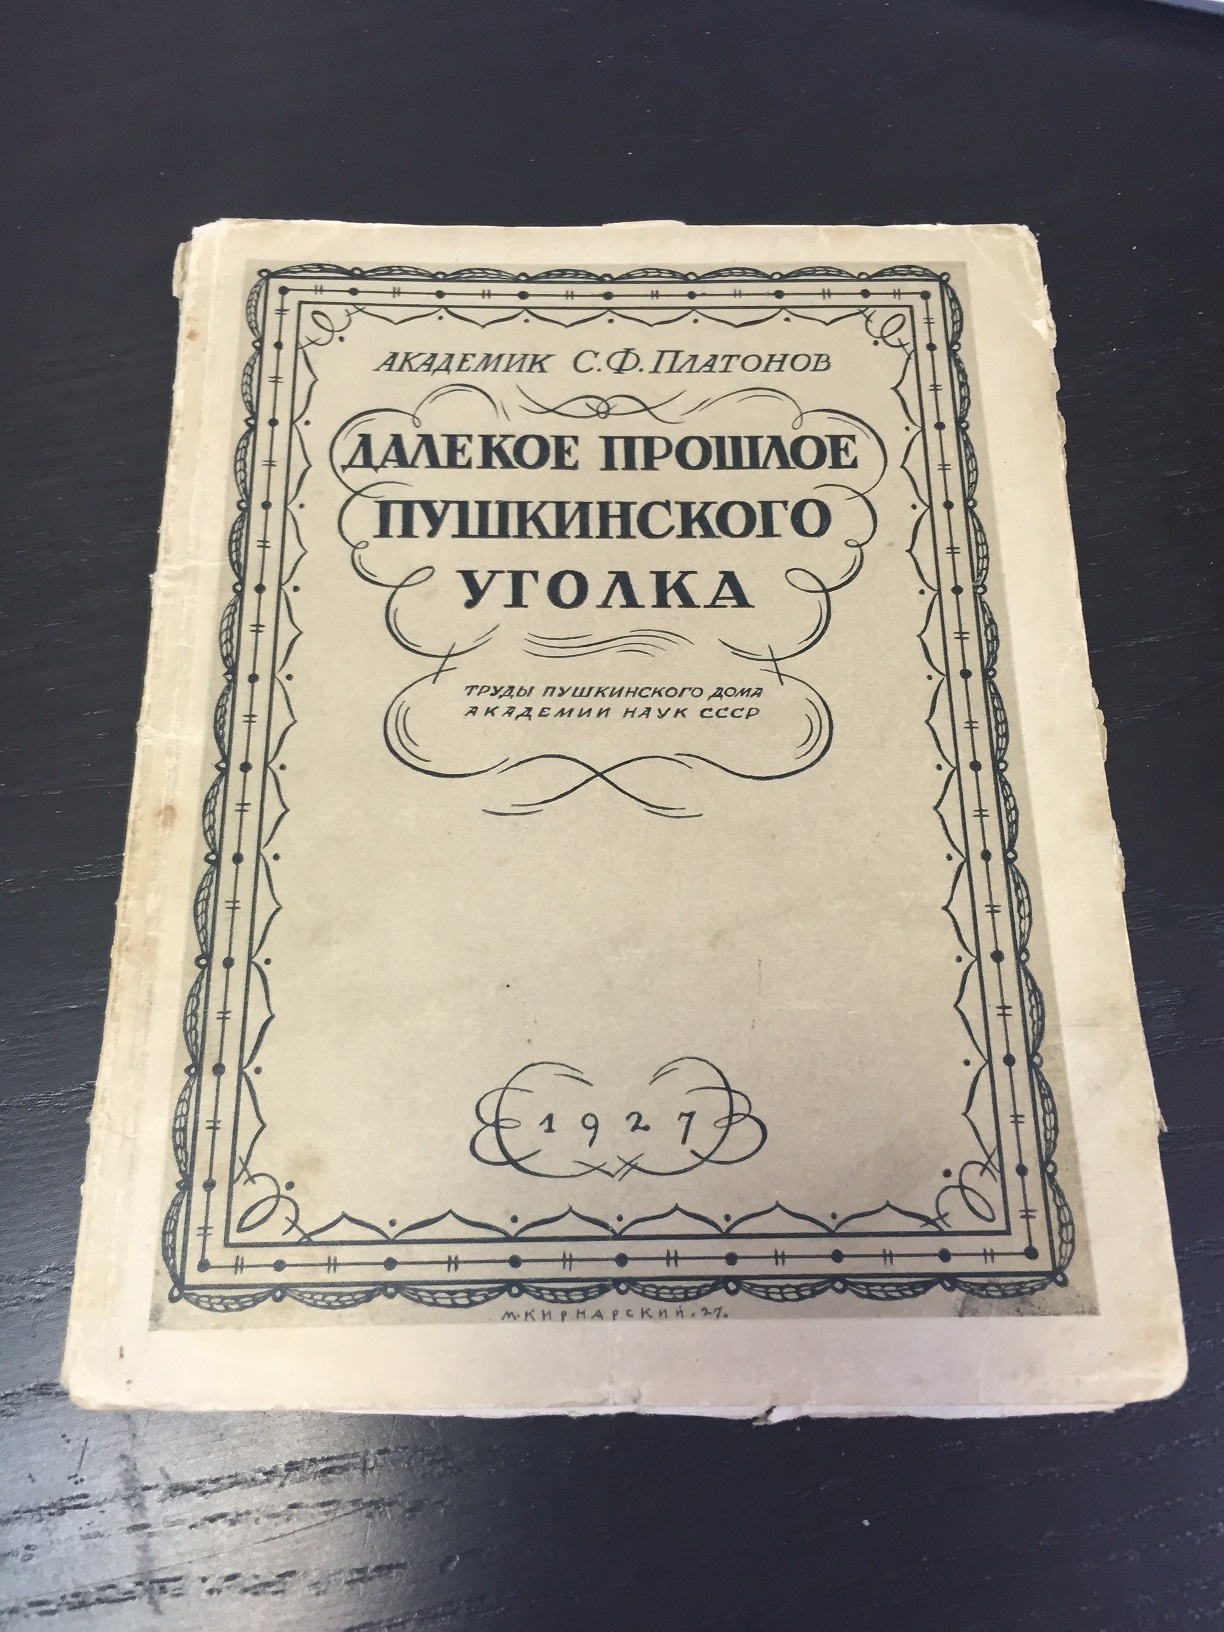 АКАДЕМИК С.Ф. ПЛАТОНОВ
ДАЛЕКОЕ ПРОШЛОЕ
ПУШКИНСКОГО
УГОЛКА
ТРУДЫ ПУШКИНСКОГО ДОМА
АКАДЕМИИ НАУК СССР
1927
М.КИРНАРСКИЙ.27.